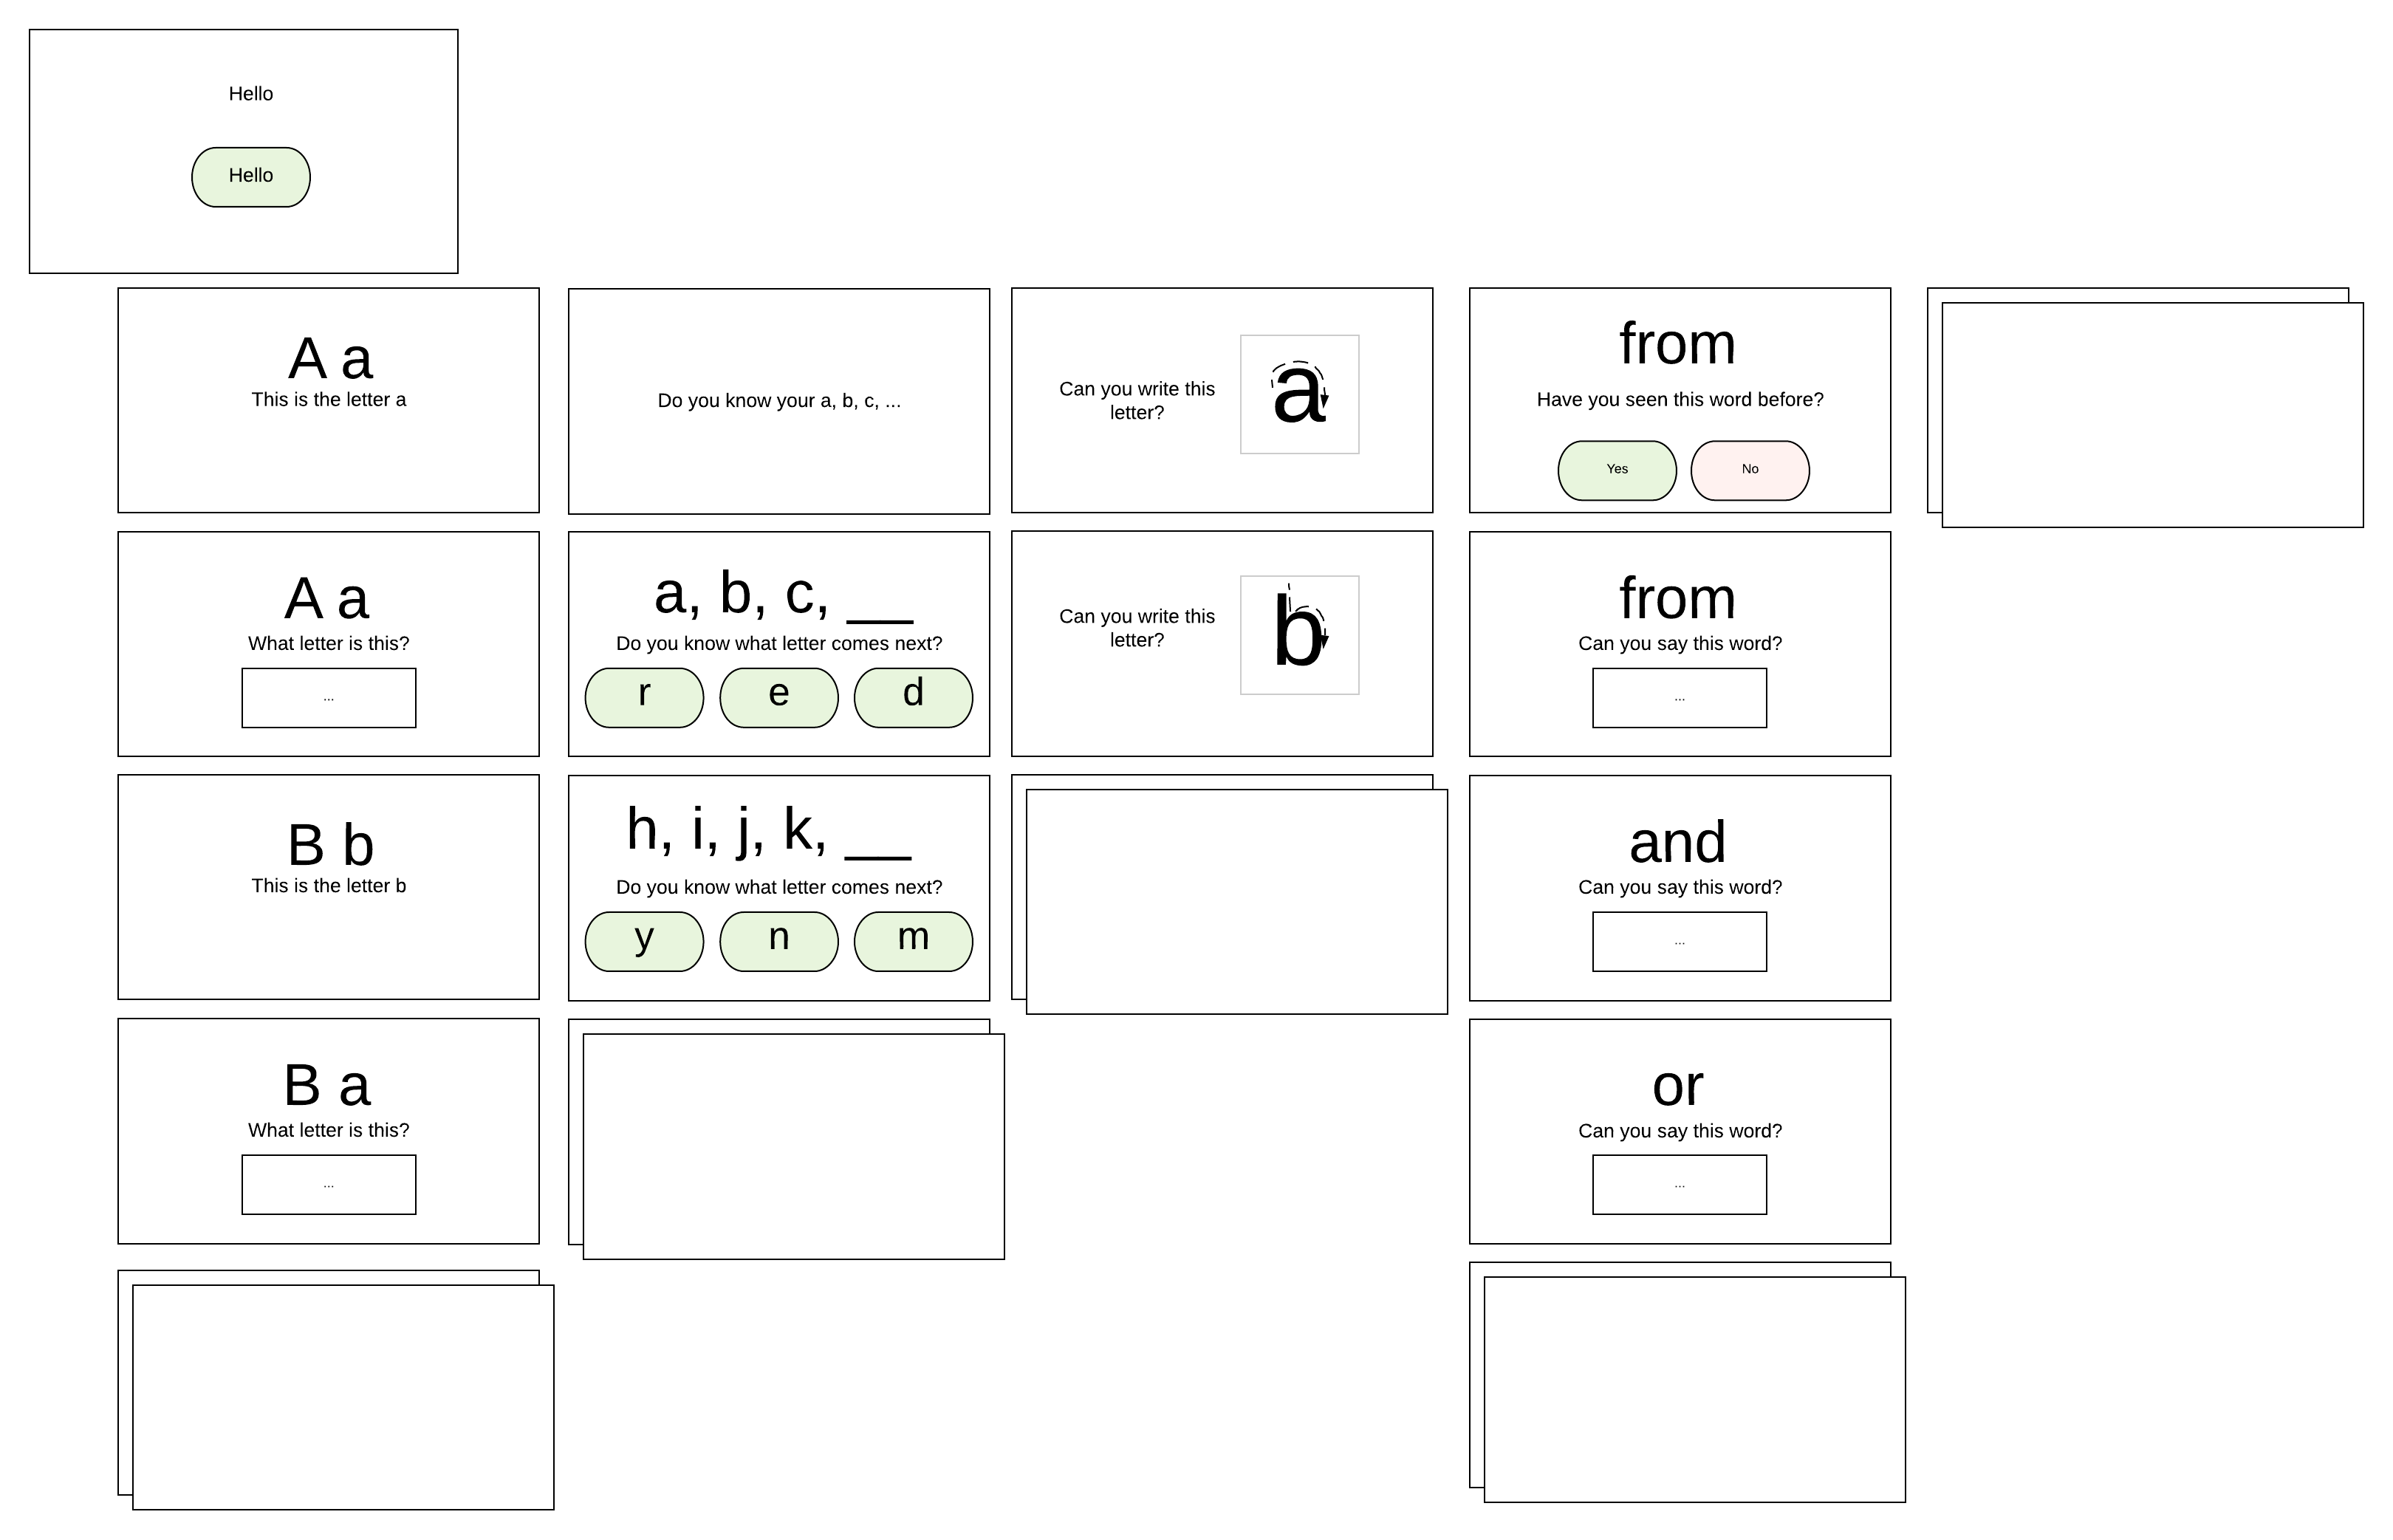 Hello
Hello
A a
This is the letter a
Do you know your a, b, c, ...
Can you write this
letter?
a
from
Have you seen this word before?
Yes
No
A a
What letter is this?
...
a, b, c, __
Do you know what letter comes next?
r
e
d
Can you write this
letter?
b
from
Can you say this word?
...
B b
This is the letter b
h, i, j, k, __
Do you know what letter comes next?
y
n
m
and
Can you say this word?
...
B a
What letter is this?
...
or
Can you say this word?
...